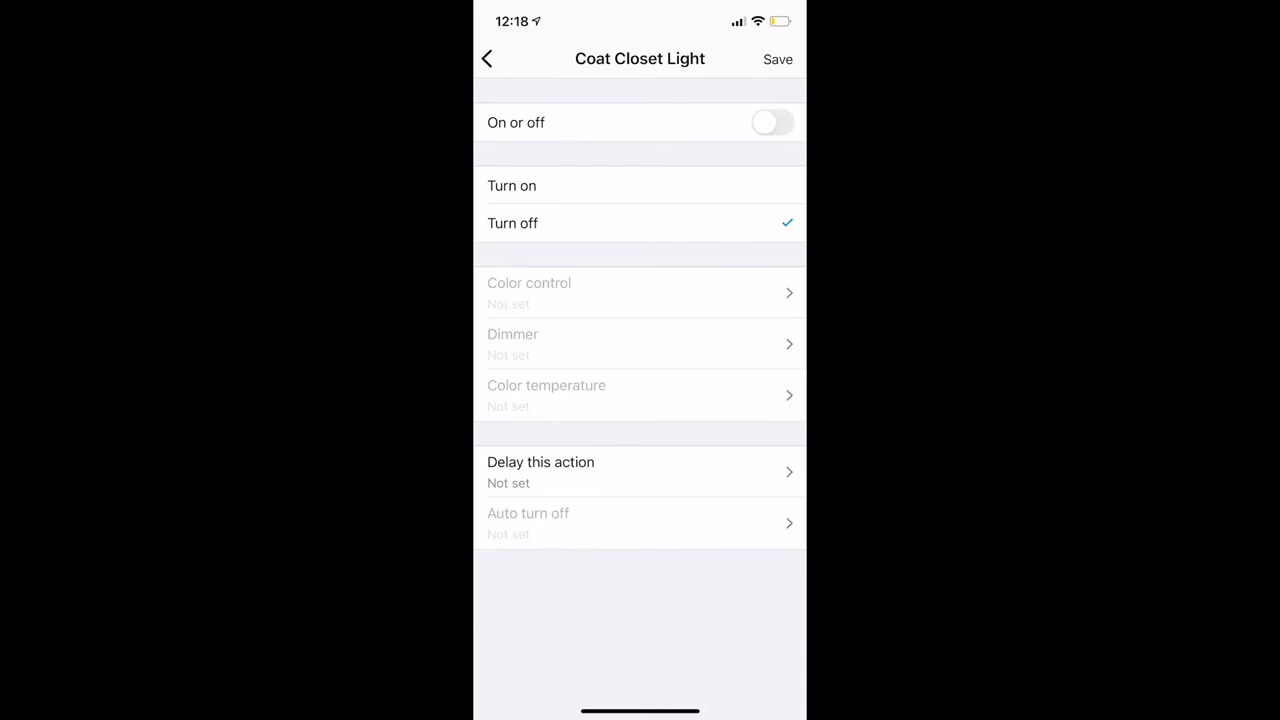 12:18
Coat Closet Light
Save
On or off
Turn on
Turn off
Color control
Not set
Dimmer
Not set
Color temperature
Not set
Delay this action
Not set
Auto turn off
Not set